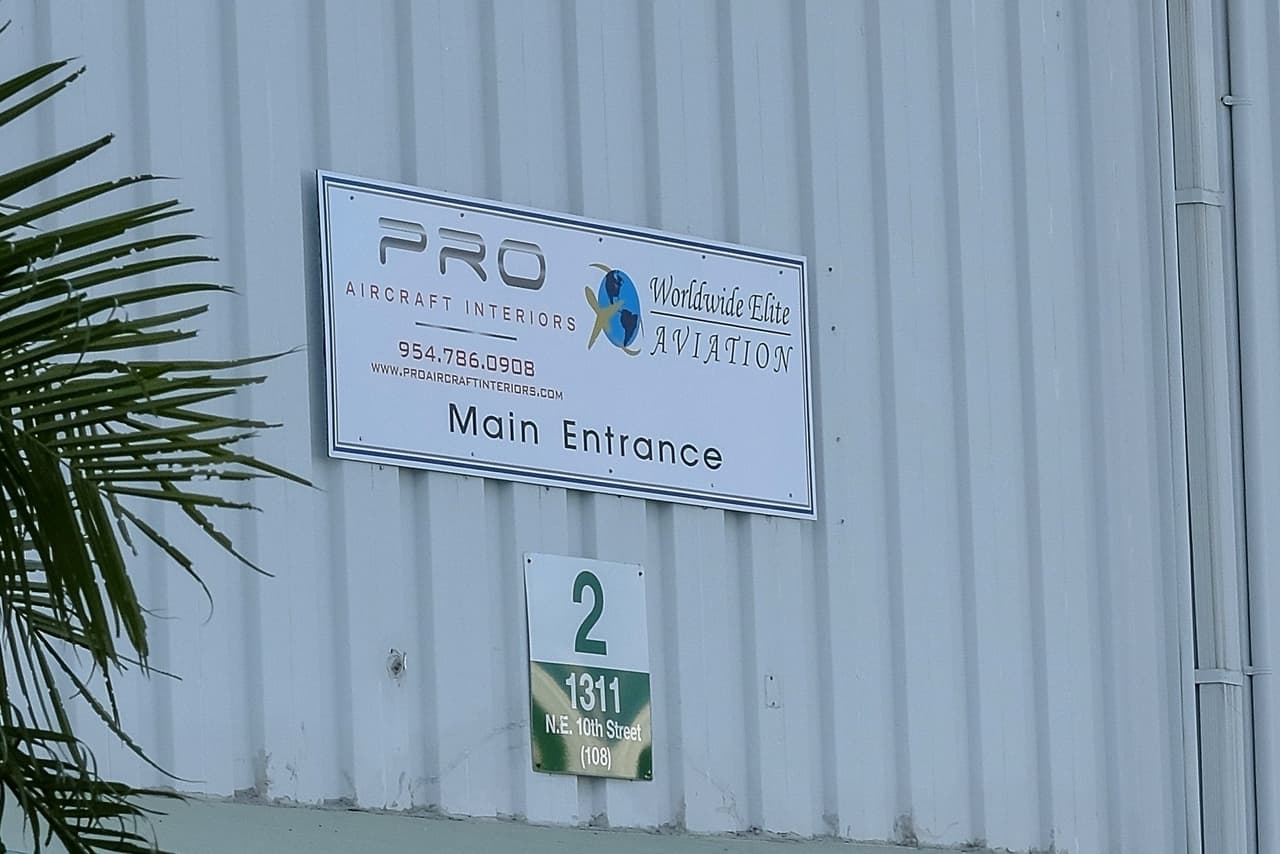 PRO
AIRCRAFT INTERIORS
954.786.0908
WWW.PROAIRCRAFTINTERIORS.COM
Worldwide Elite
AVIATION
Main Entrance
2
1311
N.E. 10th Street
(108)